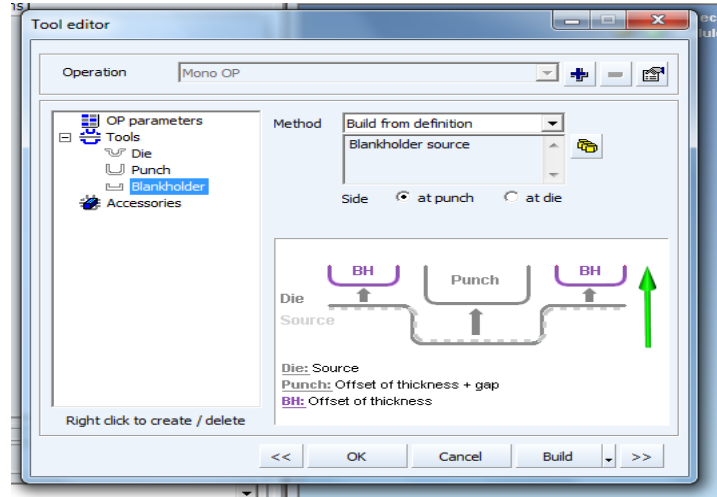 Tool editor
Operation
Mono OP
OP parameters
Tools
Die
Punch
Blankholder
Accessories
Right click to create / delete
Method
Build from definition
Blankholder source
Side
at punch
at die
BH
Punch
BH
Die
Source
Die: Source
Punch: Offset of thickness + gap
BH: Offset of thickness
<<
OK
Cancel
Build
>>